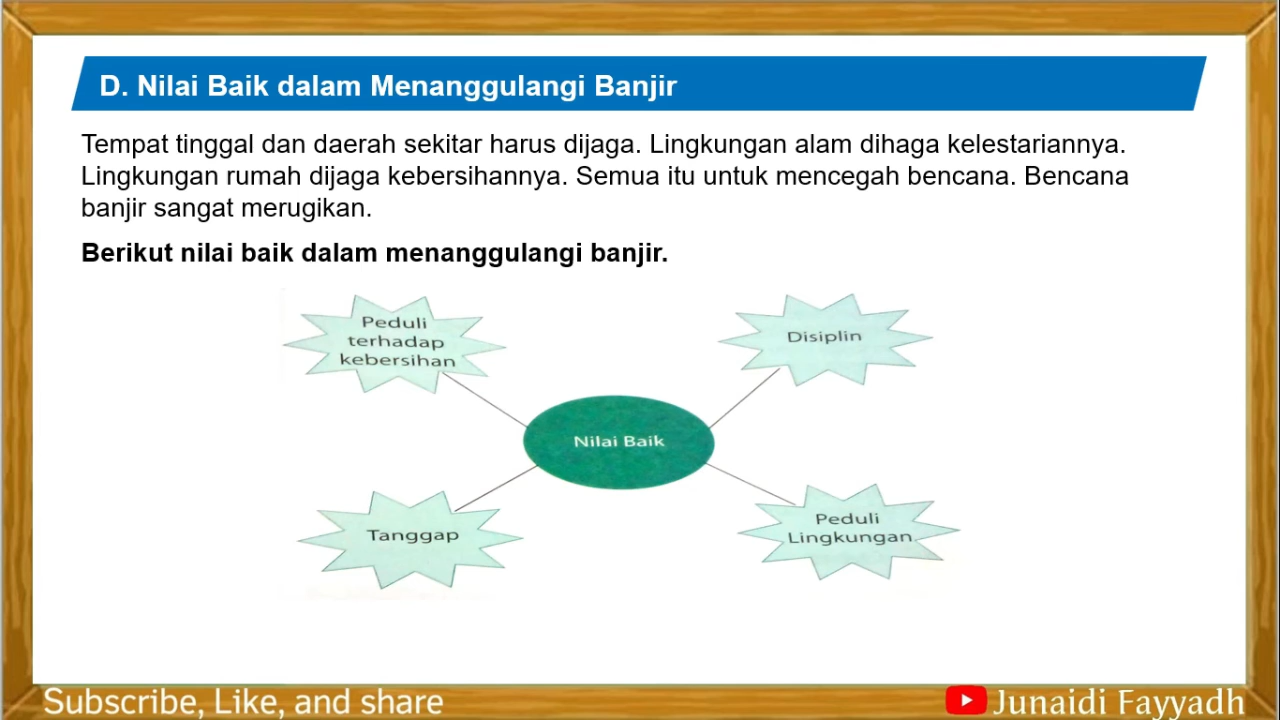 D. Nilai Baik dalam Menanggulangi Banjir
Tempat tinggal dan daerah sekitar harus dijaga. Lingkungan alam dihaga kelestariannya.
Lingkungan rumah dijaga kebersihannya. Semua itu untuk mencegah bencana. Bencana
banjir sangat merugikan.
Berikut nilai baik dalam menanggulangi banjir.
Peduli
terhadap
kebersihan
Disiplin
Nilai Baik
Tanggap
Peduli
Lingkungan
Subscribe, Like, and share
Junaidi Fayyadh